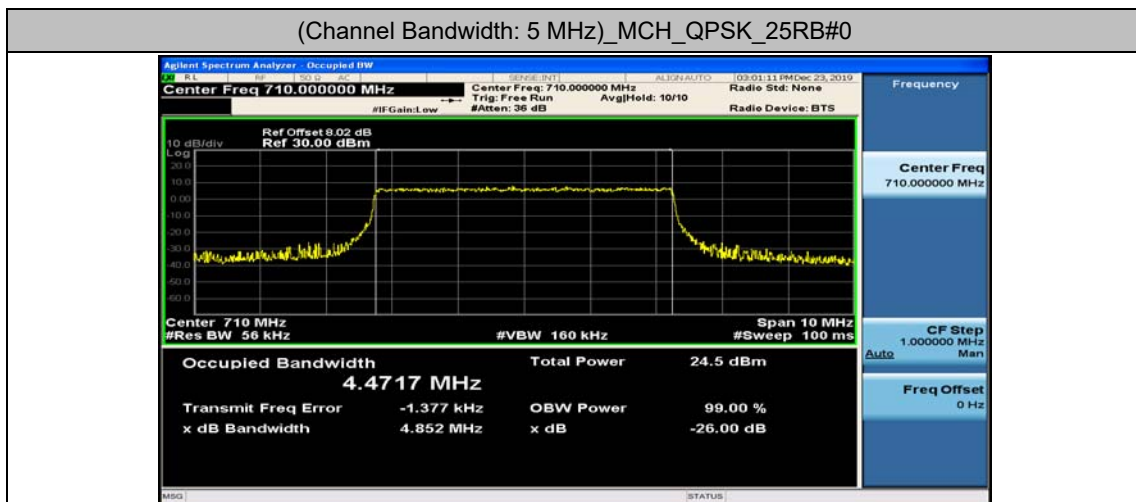 (Channel Bandwidth: 5 MHz)_MCH_QPSK_25RB#0
Agilent Spectrum Analyzer - Occupied BW
RL RF 50 Ω AC SENSE:INT ALIGNAUTO 03:01:11 PM Dec 23, 2019
Center Freq 710.000000 MHz Center Freq: 710.000000 MHz Radio Std: None
Trig: Free Run Avg|Hold: 10/10
#IFGain:Low #Atten: 36 dB Radio Device: BTS
Ref Offset 8.02 dB
10 dB/div Ref 30.00 dBm
Log
20.0
10.0
0.00
-10.0
-20.0
-30.0
-40.0
-50.0
-60.0
Center 710 MHz Span 10 MHz
#Res BW 56 kHz #VBW 160 kHz #Sweep 100 ms
Occupied Bandwidth Total Power 24.5 dBm
4.4717 MHz
Transmit Freq Error -1.377 kHz OBW Power 99.00 %
x dB Bandwidth 4.852 MHz x dB -26.00 dB
MSG STATUS
Frequency
Center Freq
710.000000 MHz
CF Step
1.000000 MHz
Auto Man
Freq Offset
0 Hz